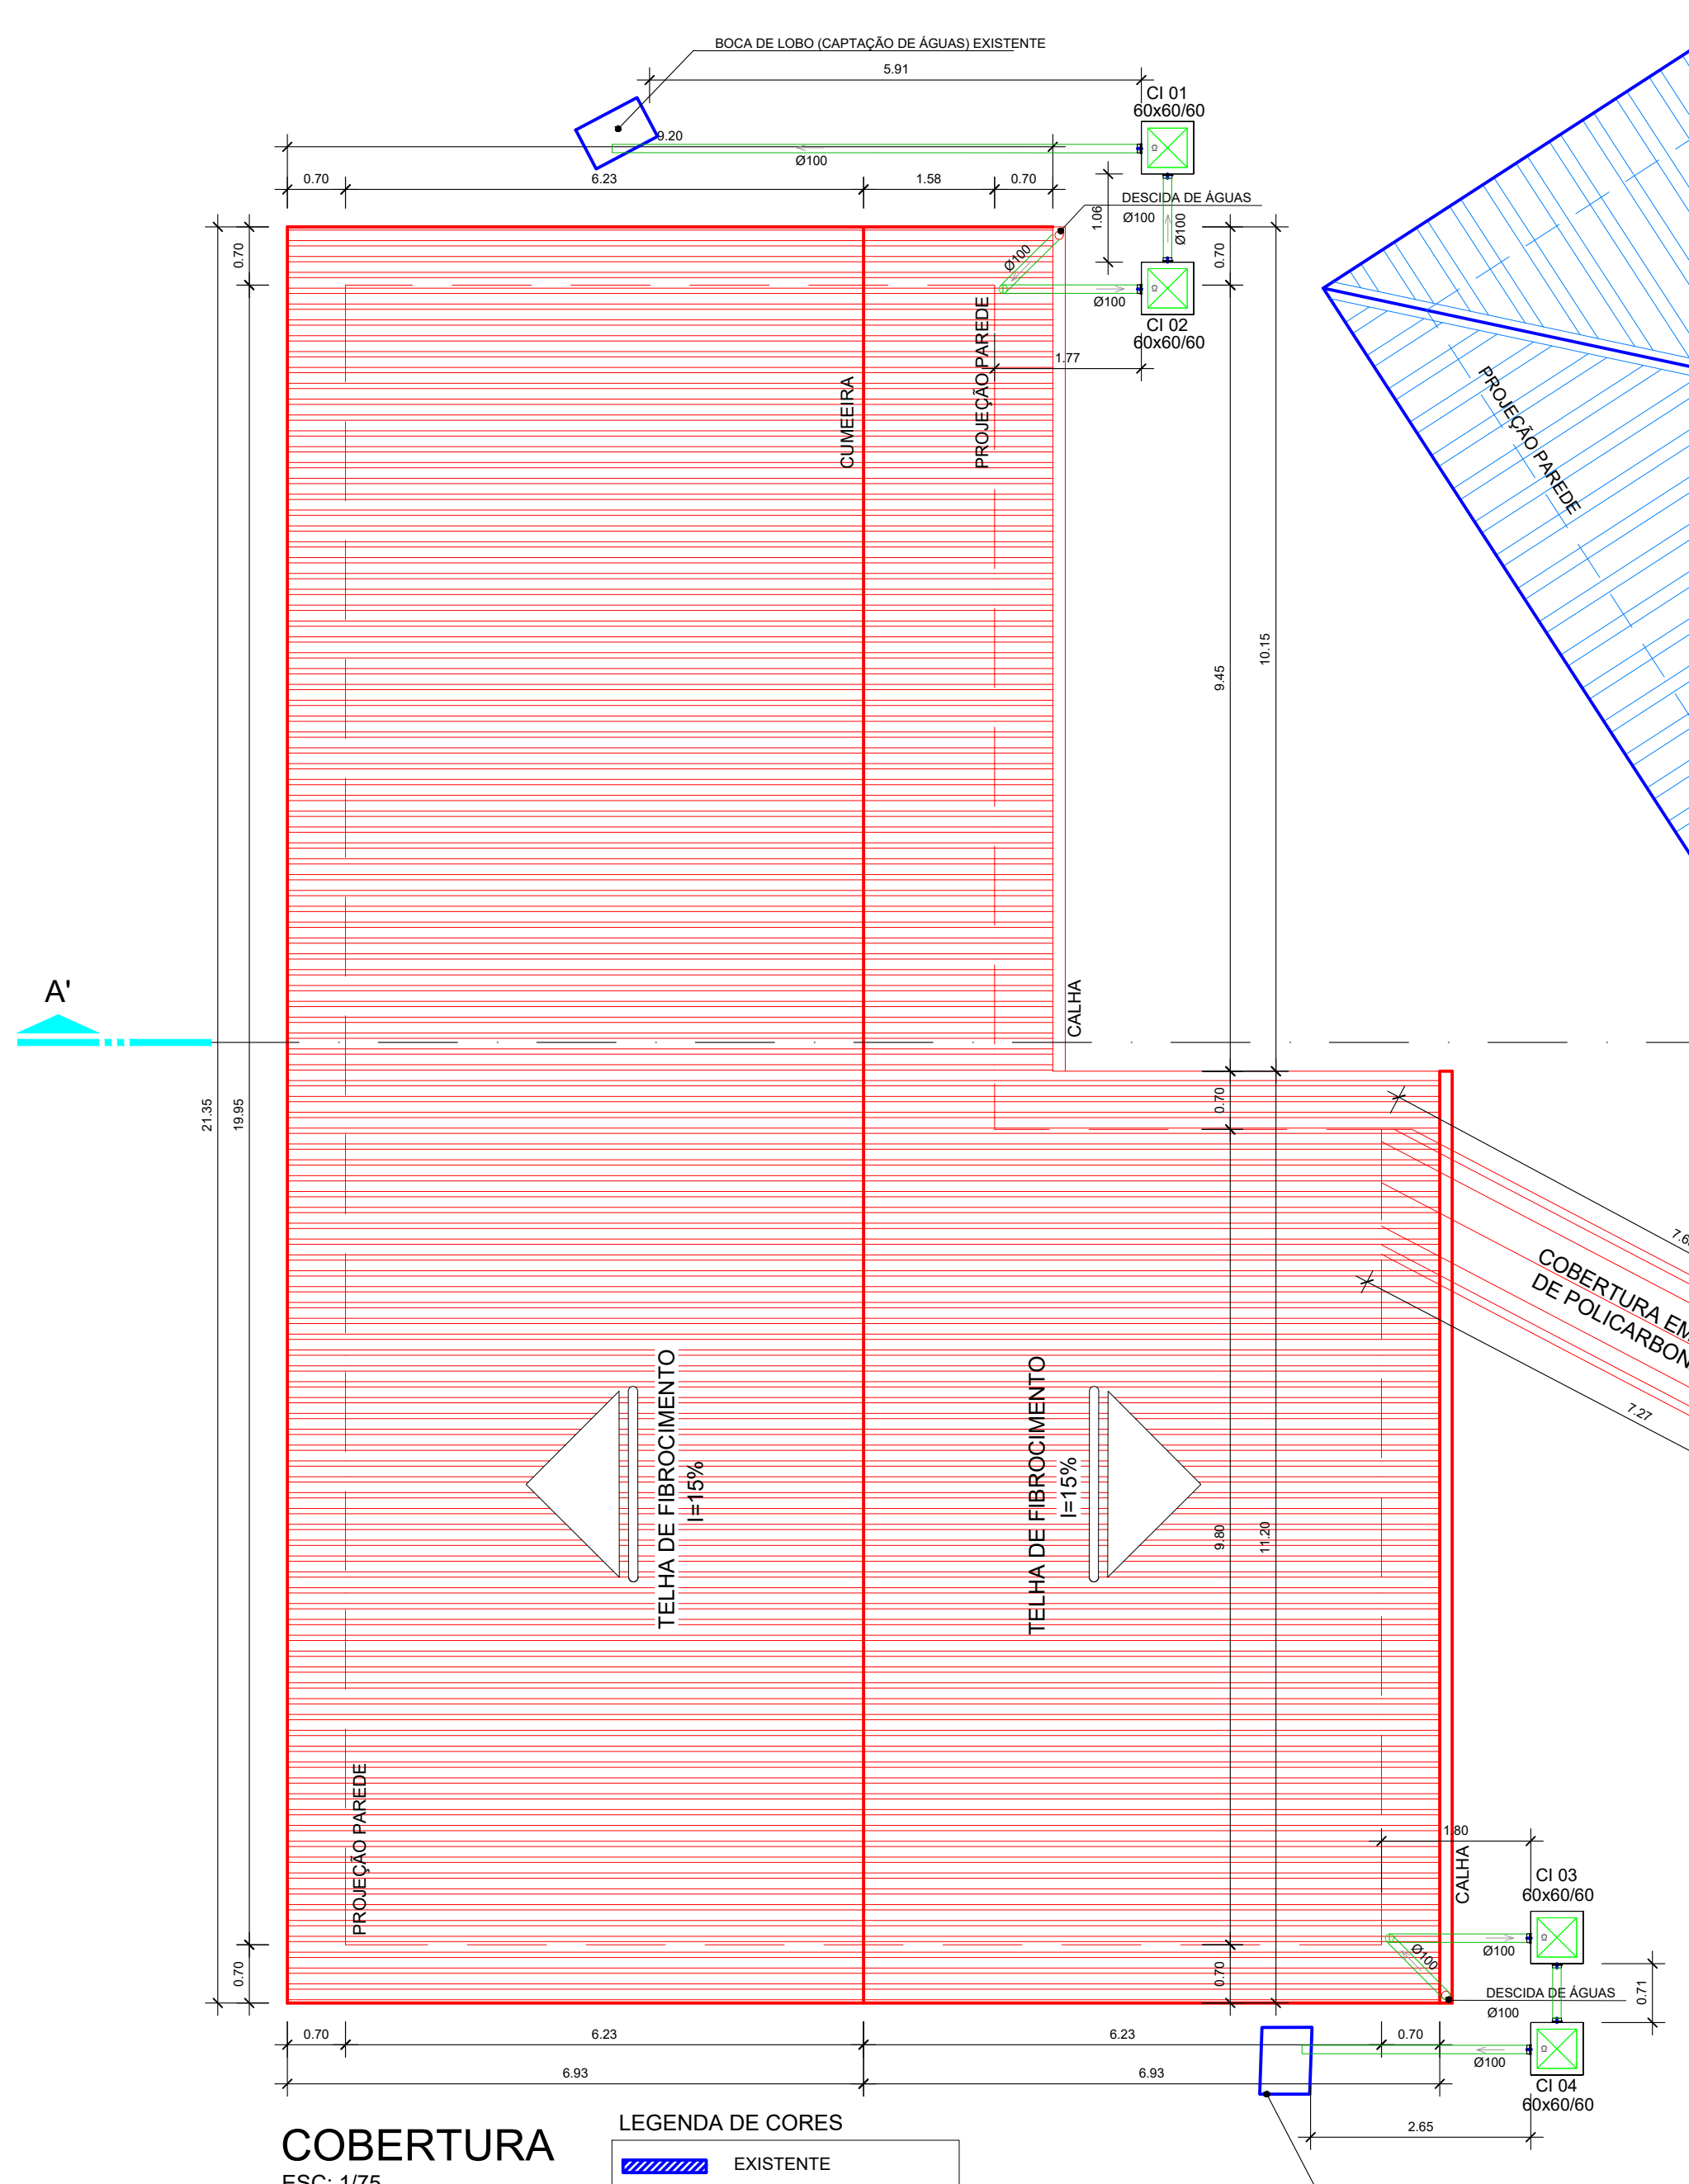 BOCA DE LOBO (CAPTAÇÃO DE ÁGUAS) EXISTENTE
5.91
CI 01
60x60/60
9.20
Ø100
0.70
6.23
1.58
0.70
1.06
DESCIDA DE ÁGUAS
Ø100
Ø100
0.70
0.70
Ø100
Ø100
CI 02
60x60/60
1.77
PROJEÇÃO PAREDE
CUMEEIRA
PROJEÇÃO PAREDE
10.15
9.45
A'
CALHA
21.35
19.95
0.70
7.27
COBERTURA EM
DE POLICARBON
TELHA DE FIBROCIMENTO
I=15%
TELHA DE FIBROCIMENTO
I=15%
9.80
11.20
PROJEÇÃO PAREDE
1.80
CALHA
CI 03
60x60/60
Ø100
Ø100
0.70
0.70
DESCIDA DE ÁGUAS
Ø100
0.71
0.70
6.23
6.23
0.70
Ø100
6.93
6.93
CI 04
60x60/60
2.65
COBERTURA
ESC: 1/75
LEGENDA DE CORES
EXISTENTE